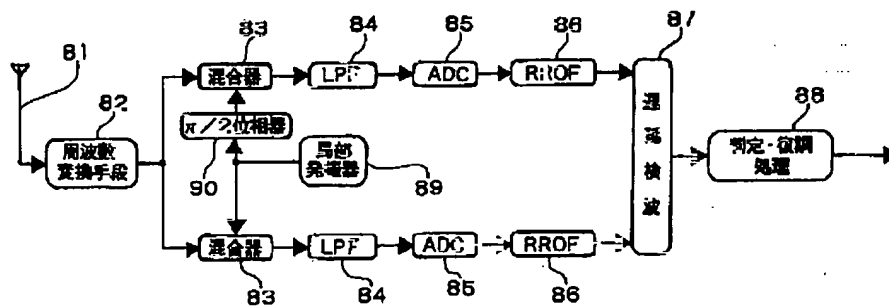 81
82
周波数
変換手段
83
混合器
84
LPF
85
ADC
86
RROF
87
遅延検波
88
判定・復調
処理
π/2位相器
90
局部
発振器
89
混合器
83
LPF
84
ADC
85
RROF
86